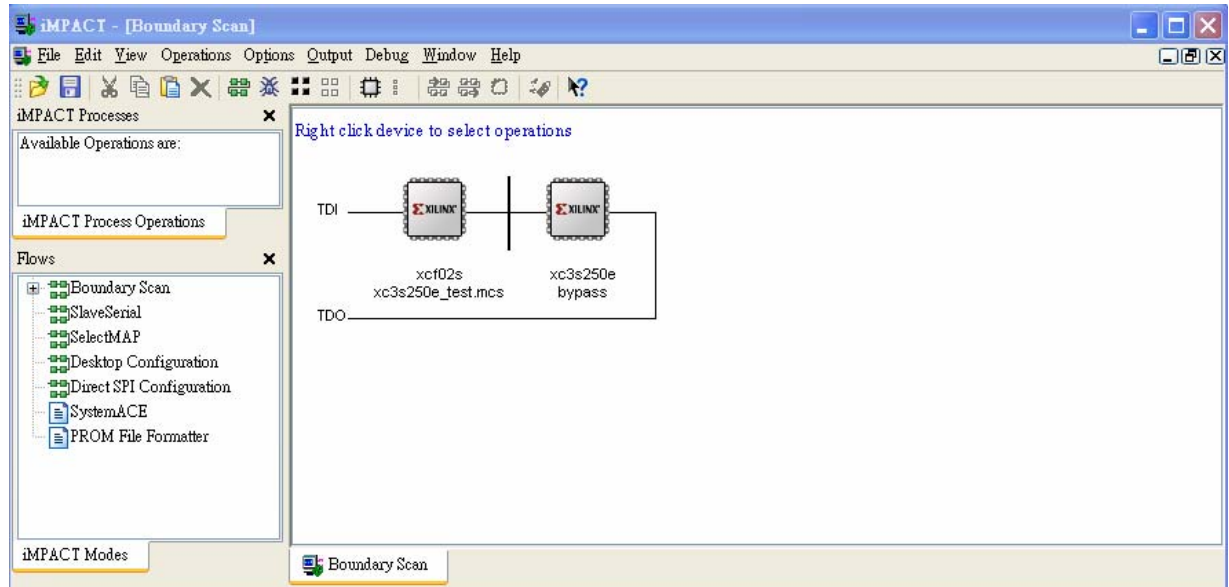 iMPACT - [Boundary Scan]
File Edit View Operations Options Output Debug Window Help
iMPACT Processes
Available Operations are:
iMPACT Process Operations
Flows
Boundary Scan
SlaveSerial
SelectMAP
Desktop Configuration
Direct SPI Configuration
SystemACE
PROM File Formatter
iMPACT Modes
Right click device to select operations
TDI
XILINX XILINX
xcf02s xc3s250e
xc3s250e_test.mcs bypass
TDO
Boundary Scan